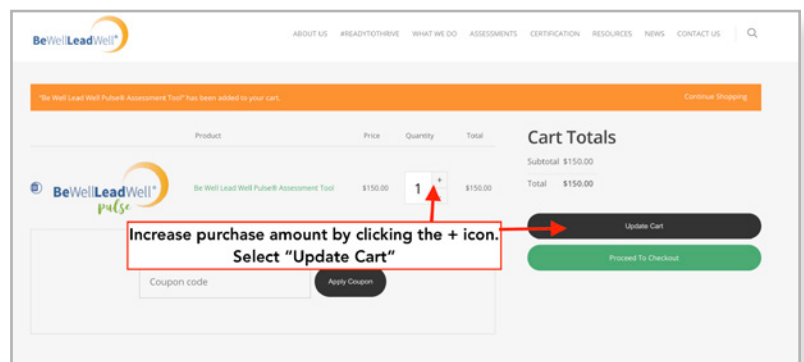 BeWellLeadWell®
ABOUT US #READYTOTHRIVE WHAT WE DO ASSESSMENTS CERTIFICATION RESOURCES NEWS CONTACT US
"Be Well Lead Well Pulse® Assessment Tool" has been added to your cart. Continue Shopping
Product Price Quantity Total
BeWellLeadWell®
pulse
Be Well Lead Well Pulse® Assessment Tool $150.00 1 + $150.00
Cart Totals
Subtotal $150.00
Total $150.00
Increase purchase amount by clicking the + icon.
Select “Update Cart”
Update Cart
Proceed To Checkout
Coupon code Apply Coupon